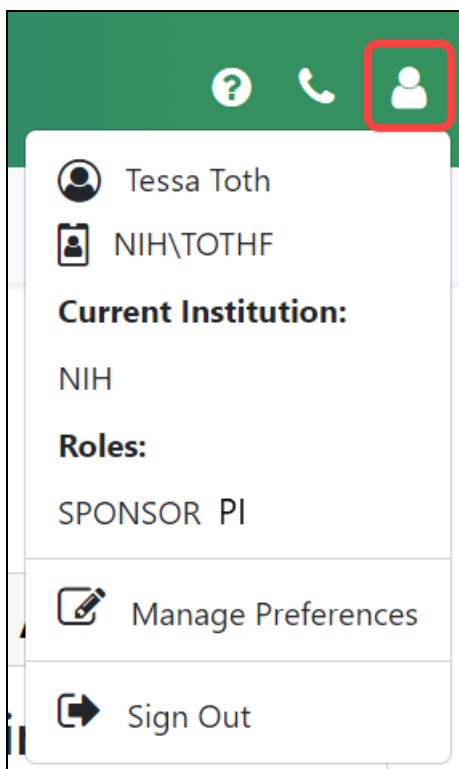 Tessa Toth
NIH\TOTHF
Current Institution:
NIH
Roles:
SPONSOR PI
Manage Preferences
Sign Out